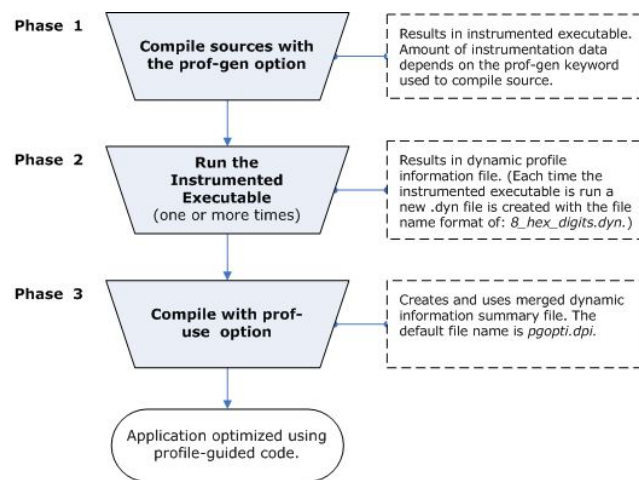 Phase 1
Compile sources with
the prof-gen option
Results in instrumented executable.
Amount of instrumentation data
depends on the prof-gen keyword
used to compile source.
Phase 2
Run the
Instrumented
Executable
(one or more times)
Results in dynamic profile
information file. (Each time the
instrumented executable is run a
new .dyn file is created with the file
name format of: 8_hex_digits.dyn.)
Phase 3
Compile with prof-
use option
Creates and uses merged dynamic
information summary file. The
default file name is pgopti.dpi.
Application optimized using
profile-guided code.